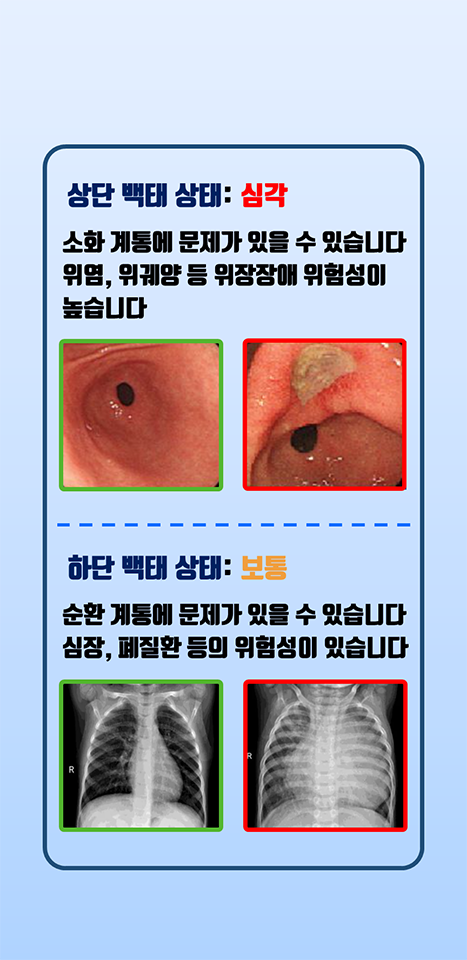 상단 백태 상태: 심각
소화 계통에 문제가 있을 수 있습니다
위염, 위궤양 등 위장장애 위험성이
높습니다
하단 백태 상태: 보통
순환 계통에 문제가 있을 수 있습니다
심장, 폐질환 등의 위험성이 있습니다
R
R